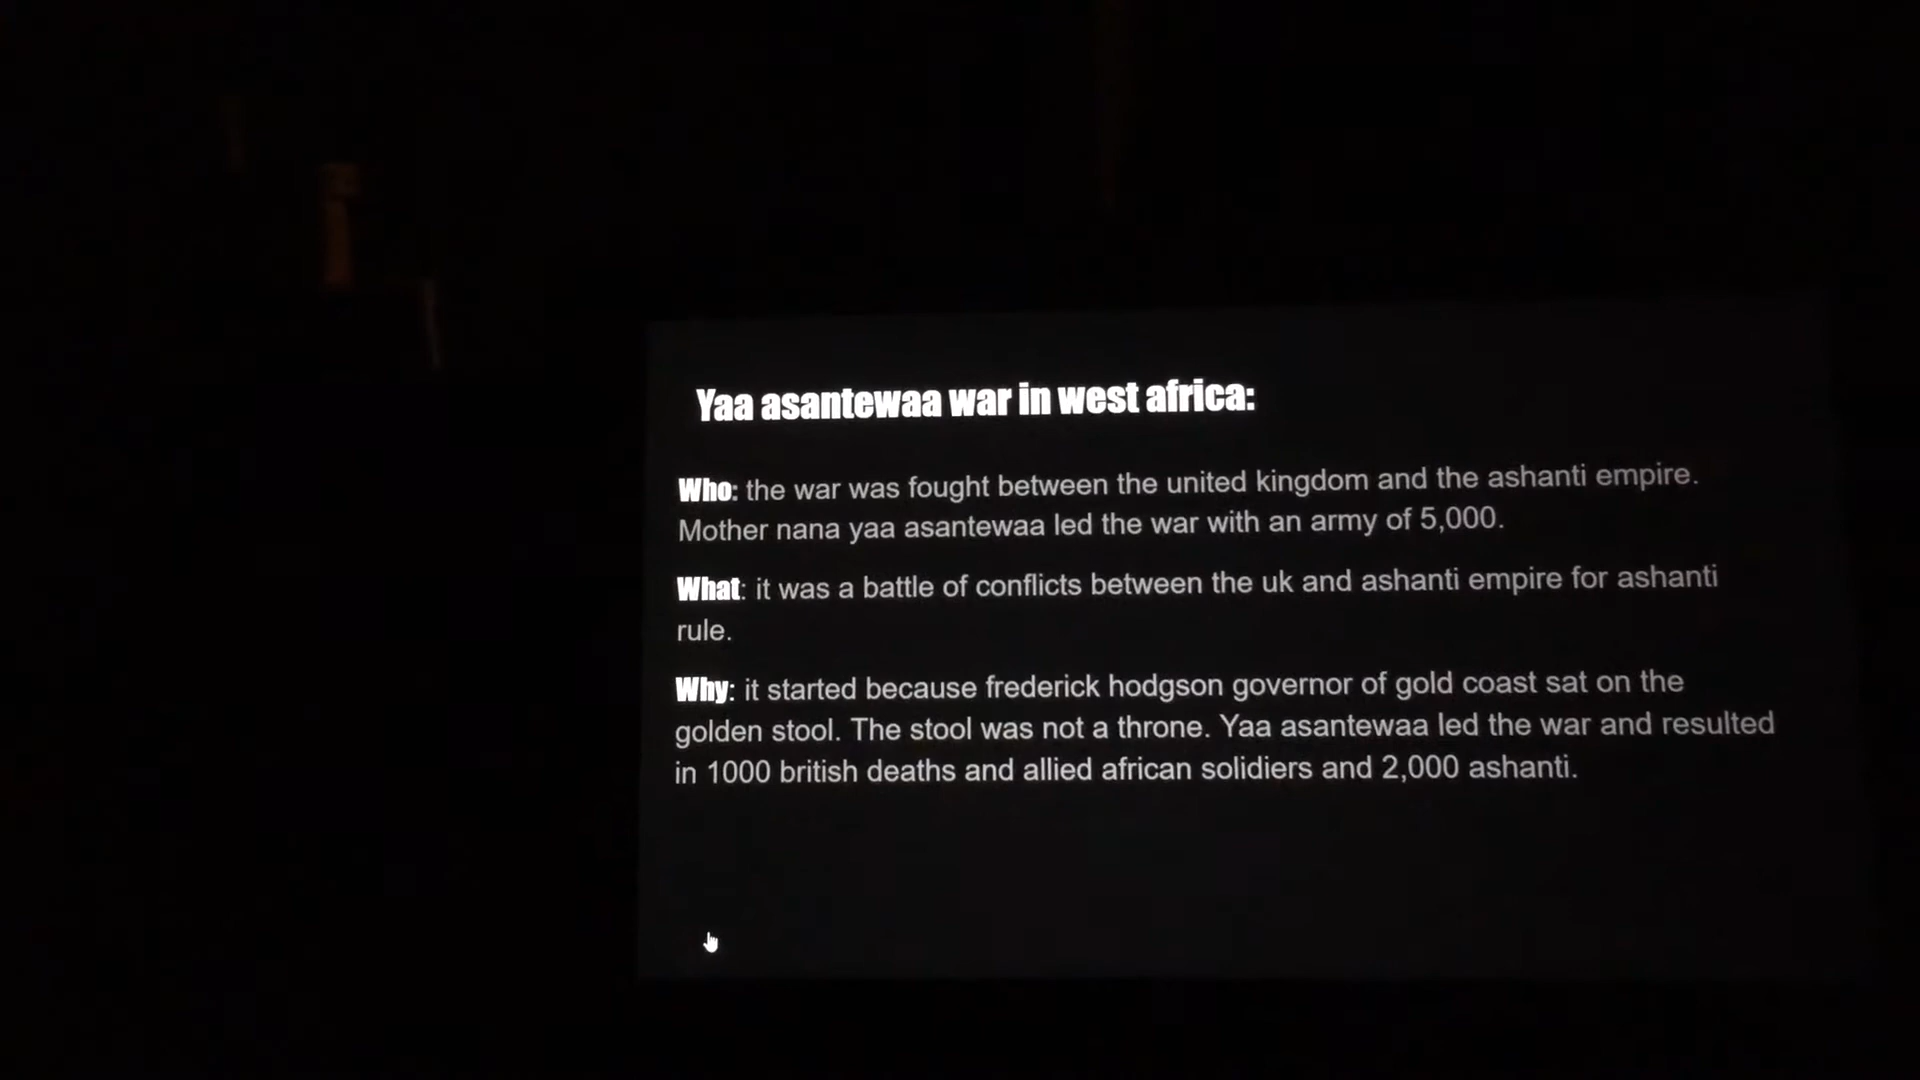 Yaa asantewaa war in west africa:
Who: the war was fought between the united kingdom and the ashanti empire.
Mother nana yaa asantewaa led the war with an army of 5,000.
What: it was a battle of conflicts between the uk and ashanti empire for ashanti
rule.
Why: it started because frederick hodgson governor of gold coast sat on the
golden stool. The stool was not a throne. Yaa asantewaa led the war and resulted
in 1000 british deaths and allied african solidiers and 2,000 ashanti.